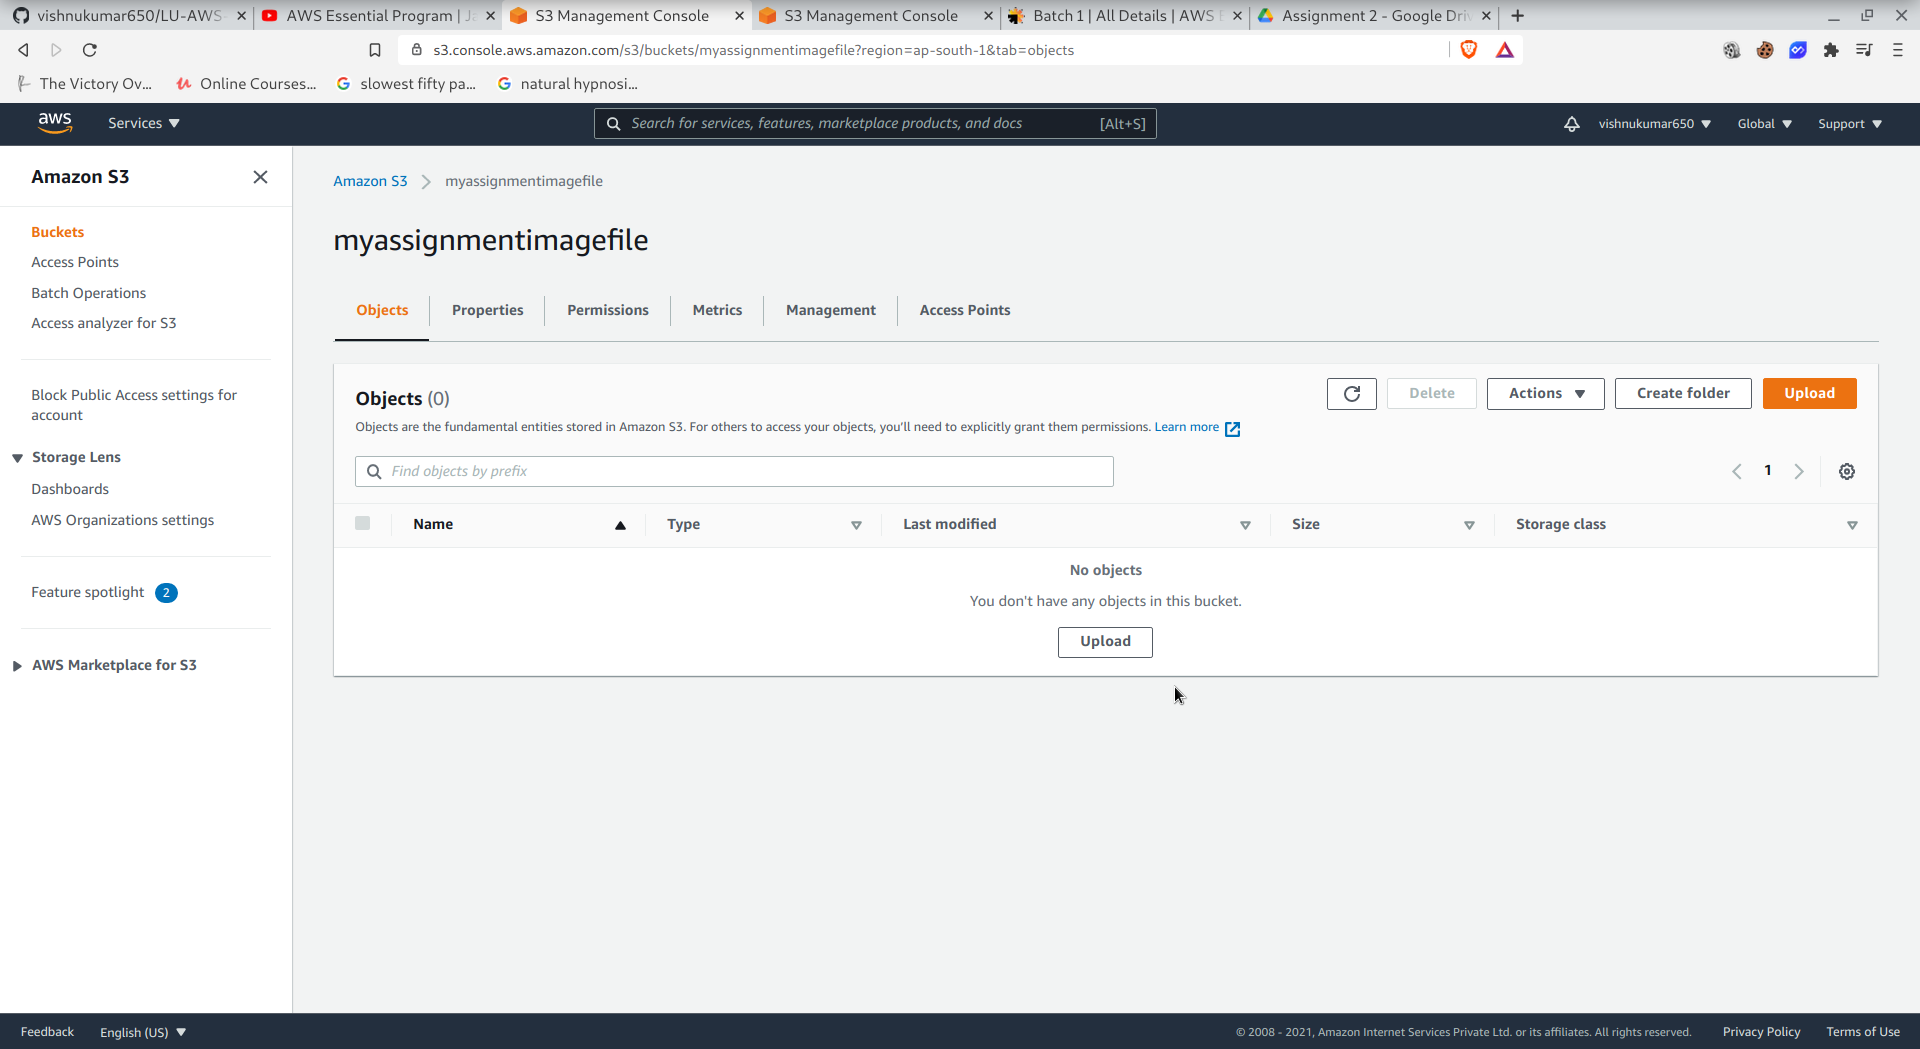 vishnukumar650/LU-AWS-
AWS Essential Program | Ja
S3 Management Console
S3 Management Console
Batch 1 | All Details | AWS E
Assignment 2 - Google Driv
s3.console.aws.amazon.com/s3/buckets/myassignmentimagefile?region=ap-south-1&tab=objects
The Victory Ov...
Online Courses...
slowest fifty pa...
natural hypnosi...
aws
Services
Search for services, features, marketplace products, and docs
[Alt+S]
vishnukumar650
Global
Support
Amazon S3
Buckets
Access Points
Batch Operations
Access analyzer for S3
Block Public Access settings for
account
Storage Lens
Dashboards
AWS Organizations settings
Feature spotlight 2
AWS Marketplace for S3
Amazon S3 myassignmentimagefile
myassignmentimagefile
Objects
Properties
Permissions
Metrics
Management
Access Points
Objects (0)
Delete
Actions
Create folder
Upload
Objects are the fundamental entities stored in Amazon S3. For others to access your objects, you'll need to explicitly grant them permissions. Learn more
Find objects by prefix
1
Name
Type
Last modified
Size
Storage class
No objects
You don't have any objects in this bucket.
Upload
Feedback
English (US)
© 2008 - 2021, Amazon Internet Services Private Ltd. or its affiliates. All rights reserved.
Privacy Policy
Terms of Use